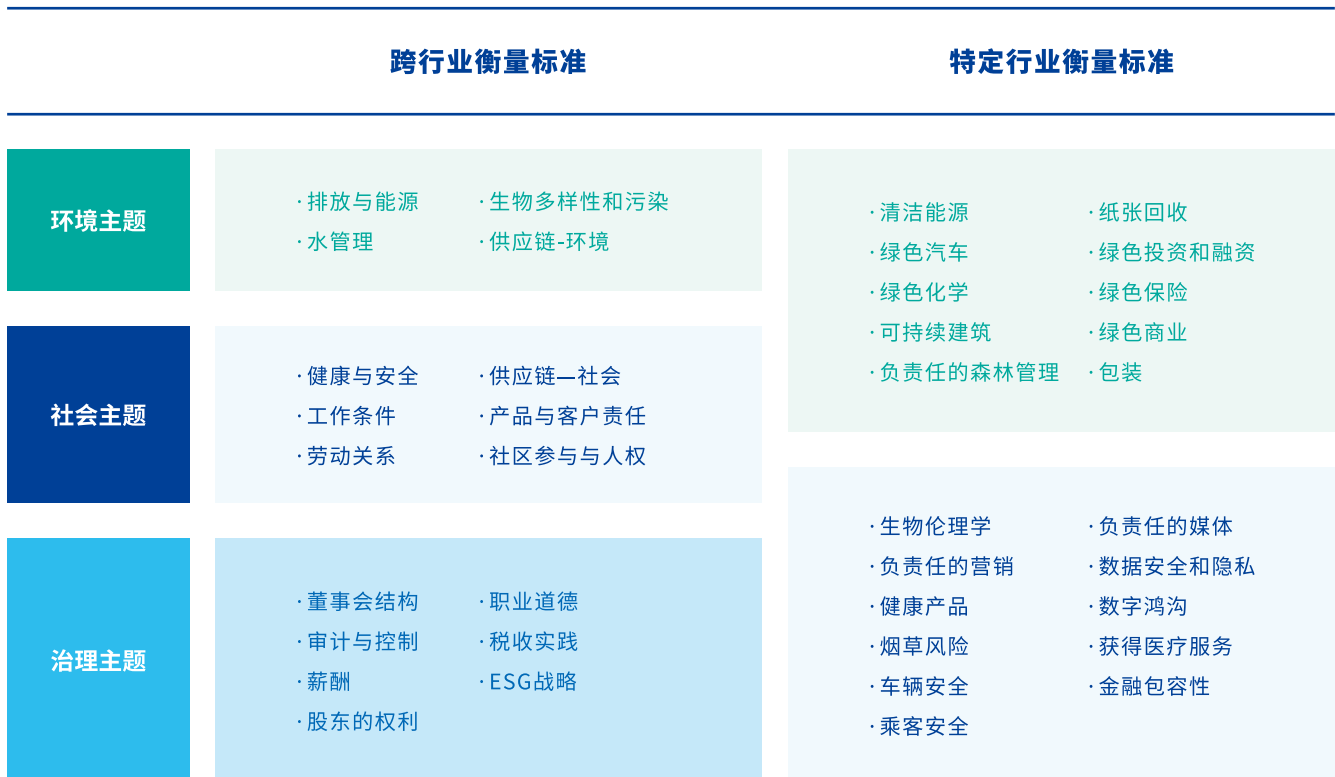 跨行业衡量标准
特定行业衡量标准
环境主题
·排放与能源
·生物多样性和污染
·水管理
·供应链-环境
·清洁能源
·纸张回收
·绿色汽车
·绿色投资和融资
·绿色化学
·绿色保险
·可持续建筑
·绿色商业
·负责任的森林管理
·包装
社会主题
·健康与安全
·供应链—社会
·工作条件
·产品与客户责任
·劳动关系
·社区参与与人权
·生物伦理学
·负责任的媒体
·负责任的营销
·数据安全和隐私
·健康产品
·数字鸿沟
·烟草风险
·获得医疗服务
·车辆安全
·金融包容性
·乘客安全
治理主题
·董事会结构
·职业道德
·审计与控制
·税收实践
·薪酬
·ESG战略
·股东的权利